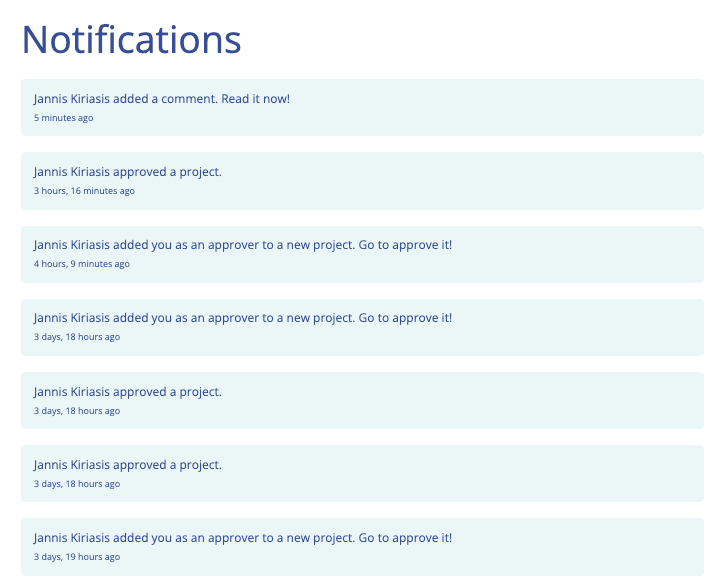 Notifications
Jannis Kiriasis added a comment. Read it now!
5 minutes ago
Jannis Kiriasis approved a project.
3 hours, 16 minutes ago
Jannis Kiriasis added you as an approver to a new project. Go to approve it!
4 hours, 9 minutes ago
Jannis Kiriasis added you as an approver to a new project. Go to approve it!
3 days, 18 hours ago
Jannis Kiriasis approved a project.
3 days, 18 hours ago
Jannis Kiriasis approved a project.
3 days, 18 hours ago
Jannis Kiriasis added you as an approver to a new project. Go to approve it!
3 days, 19 hours ago